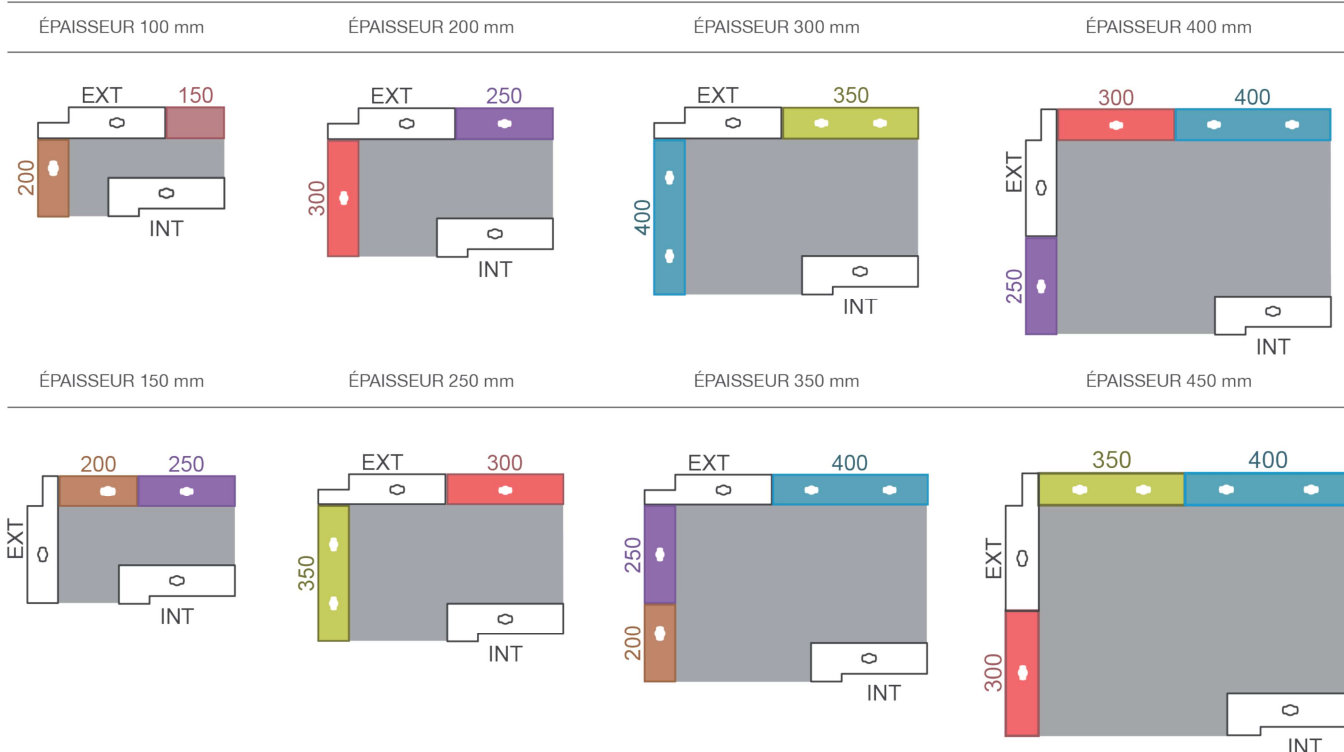 ÉPAISSEUR 100 mm
ÉPAISSEUR 200 mm
ÉPAISSEUR 300 mm
ÉPAISSEUR 400 mm
EXT 150
200
INT
EXT 250
300
INT
EXT 350
400
INT
300 400
EXT
250
INT
ÉPAISSEUR 150 mm
ÉPAISSEUR 250 mm
ÉPAISSEUR 350 mm
ÉPAISSEUR 450 mm
200 250
EXT
INT
EXT 300
350
INT
EXT 400
250
200
INT
350 400
EXT
300
INT